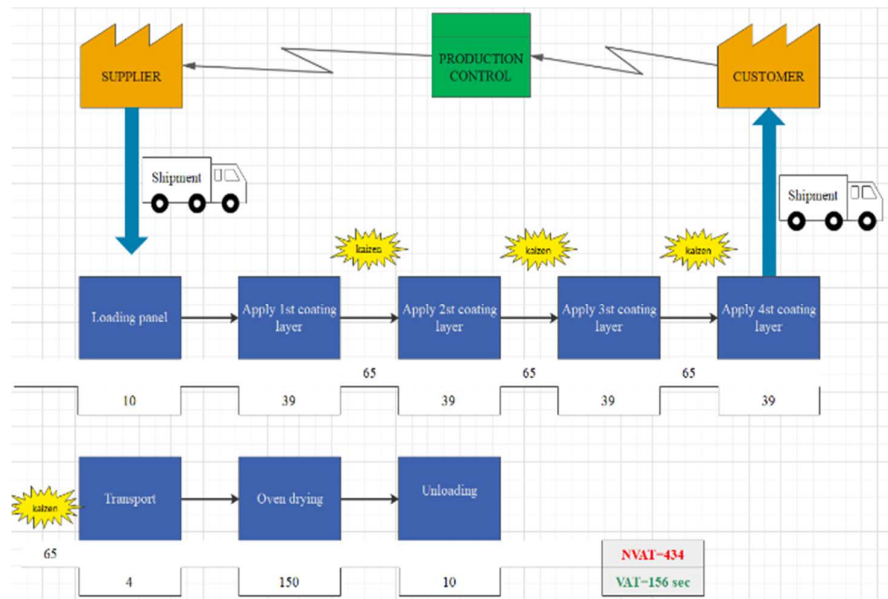 SUPPLIER
PRODUCTION
CONTROL
CUSTOMER
Shipment
Shipment
kaizen
kaizen
kaizen
Loading panel
Apply 1st coating
layer
Apply 2st coating
layer
Apply 3st coating
layer
Apply 4st coating
layer
65
65
65
10
39
39
39
39
kaizen
Transport
Oven drying
Unloading
65
4
150
10
NVAT=434
VAT=156 sec